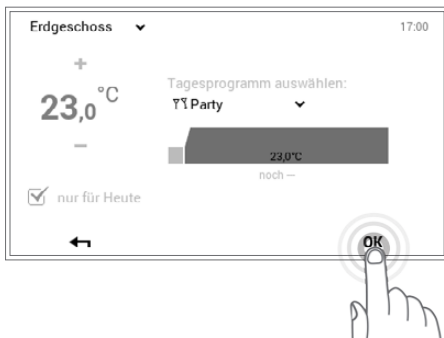 Erdgeschoss
17:00
+
23,0 °C
−
Tagesprogramm auswählen:
Party
23,0°C
noch --
nur für Heute
OK